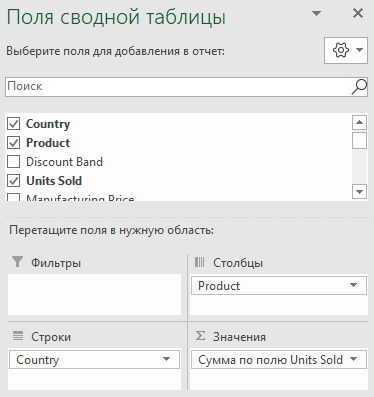 Поля сводной таблицы
Выберите поля для добавления в отчет:
Поиск
Country
Product
Discount Band
Units Sold
Manufacturing Price
Перетащите поля в нужную область:
Фильтры
Столбцы
Product
Строки
Значения
Country
Сумма по полю Units Sold